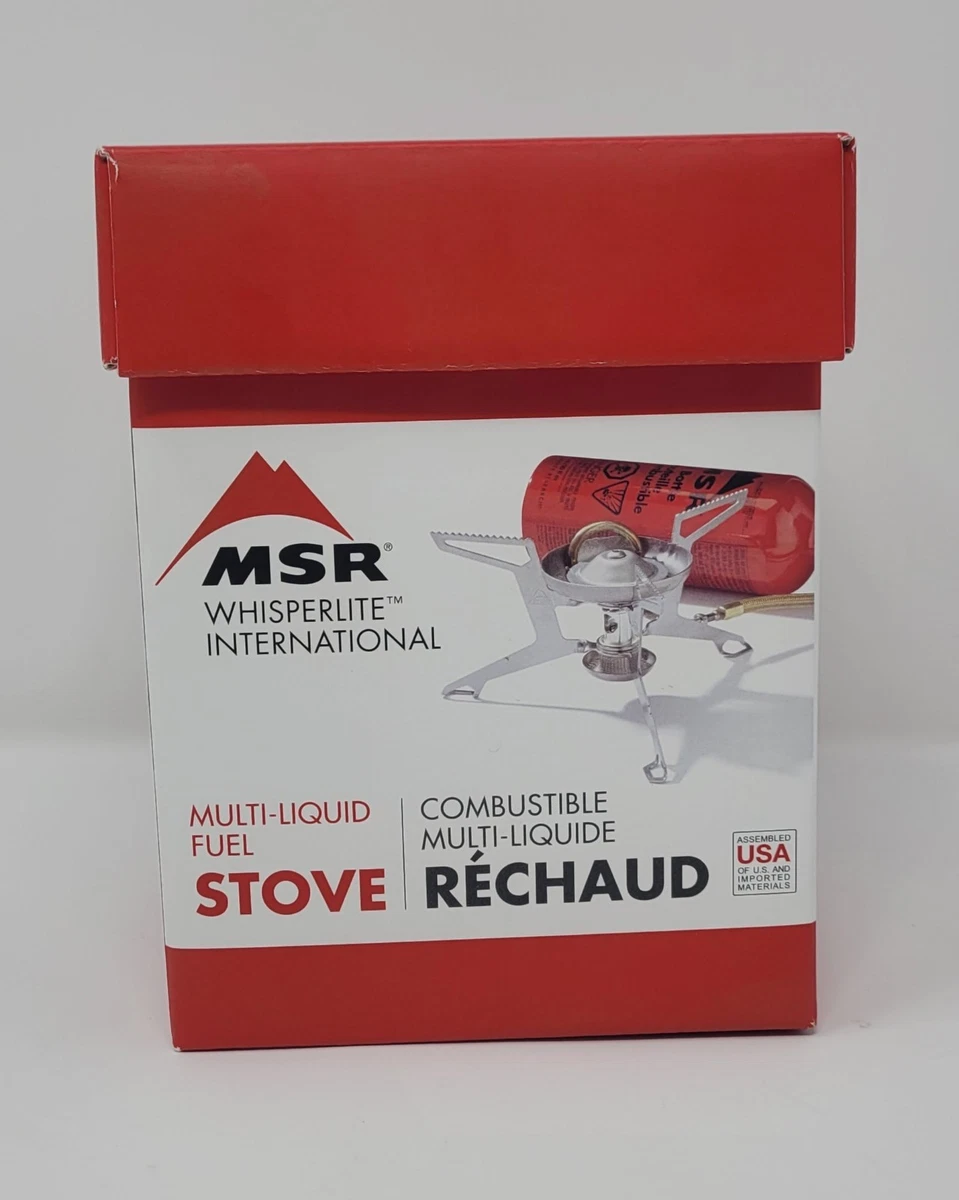 MSR®
WHISPERLITE™
INTERNATIONAL
MULTI-LIQUID
FUEL
STOVE
COMBUSTIBLE
MULTI-LIQUIDE
RÉCHAUD
ASSEMBLED
USA
OF U.S. AND
IMPORTED
MATERIALS